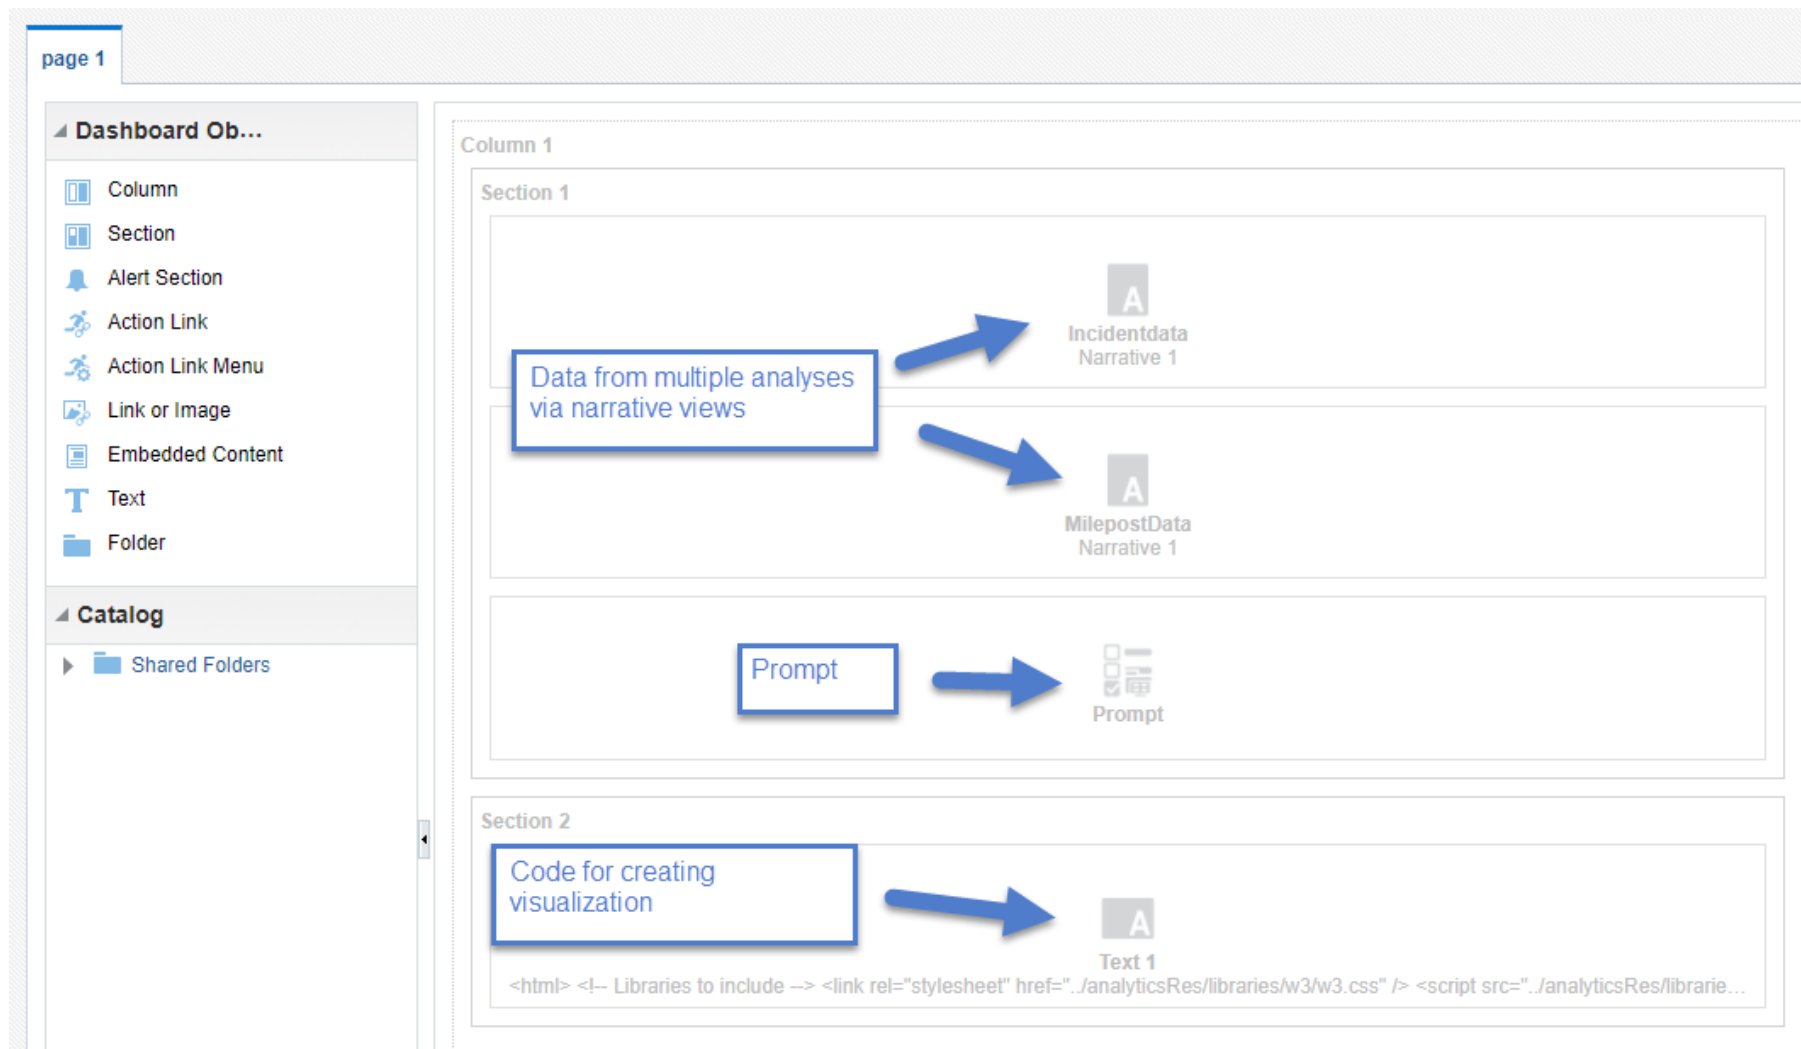 page 1
Dashboard Ob...
Column
Section
Alert Section
Action Link
Action Link Menu
Link or Image
Embedded Content
Text
Folder
Catalog
Shared Folders
Column 1
Section 1
Incidentdata
Narrative 1
Data from multiple analyses
via narrative views
MilepostData
Narrative 1
Prompt
Prompt
Section 2
Code for creating
visualization
Text 1
<html> <!-- Libraries to include --> <link rel="stylesheet" href="../analyticsRes/libraries/w3/w3.css" /> <script src="../analyticsRes/librarie...